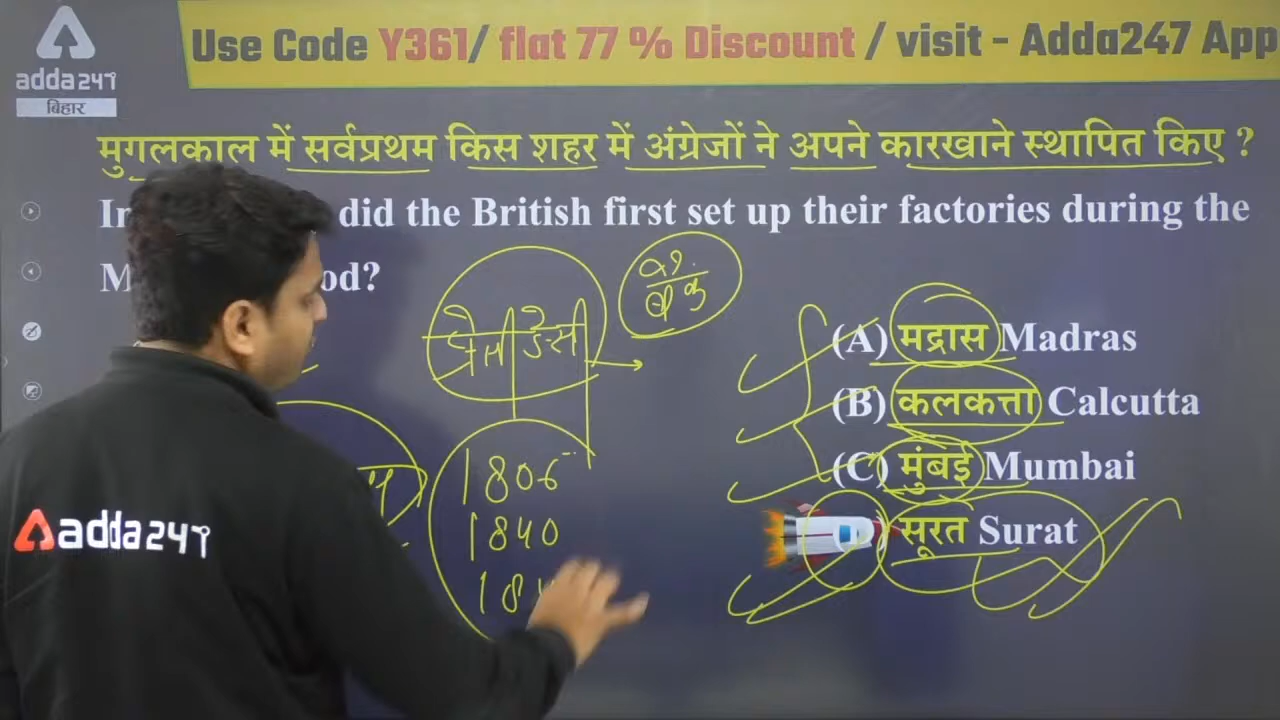 Use Code Y361/ flat 77 % Discount / visit - Adda247 App
adda247
बिहार
मुगलकाल में सर्वप्रथम किस शहर में अंग्रेजों ने अपने कारखाने स्थापित किए ?
In did the British first set up their factories during the
M od?
प्रेसीडेन्सी
(A) मद्रास Madras
(B) कलकत्ता Calcutta
(C) मुंबई Mumbai
सूरत Surat
1806
1840
184
adda247